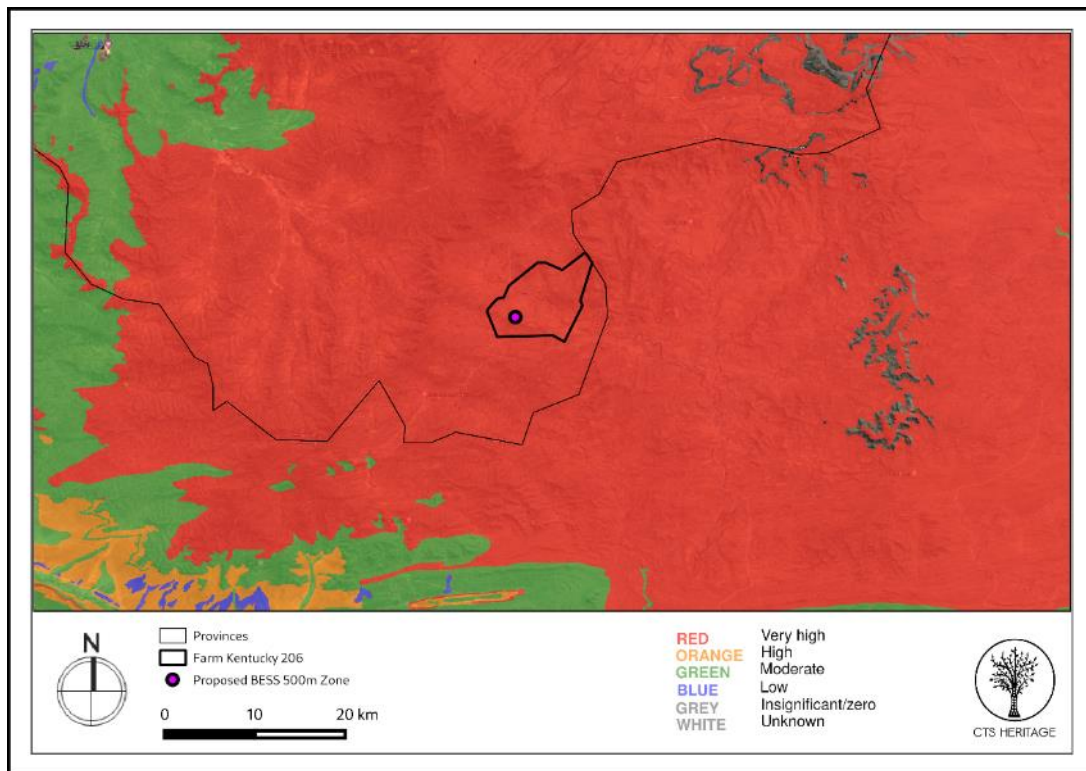 N
Provinces
Farm Kentucky 206
Proposed BESS 500m Zone
0 10 20 km
RED Very high
ORANGE High
GREEN Moderate
BLUE Low
GREY Insignificant/zero
WHITE Unknown
CTS HERITAGE